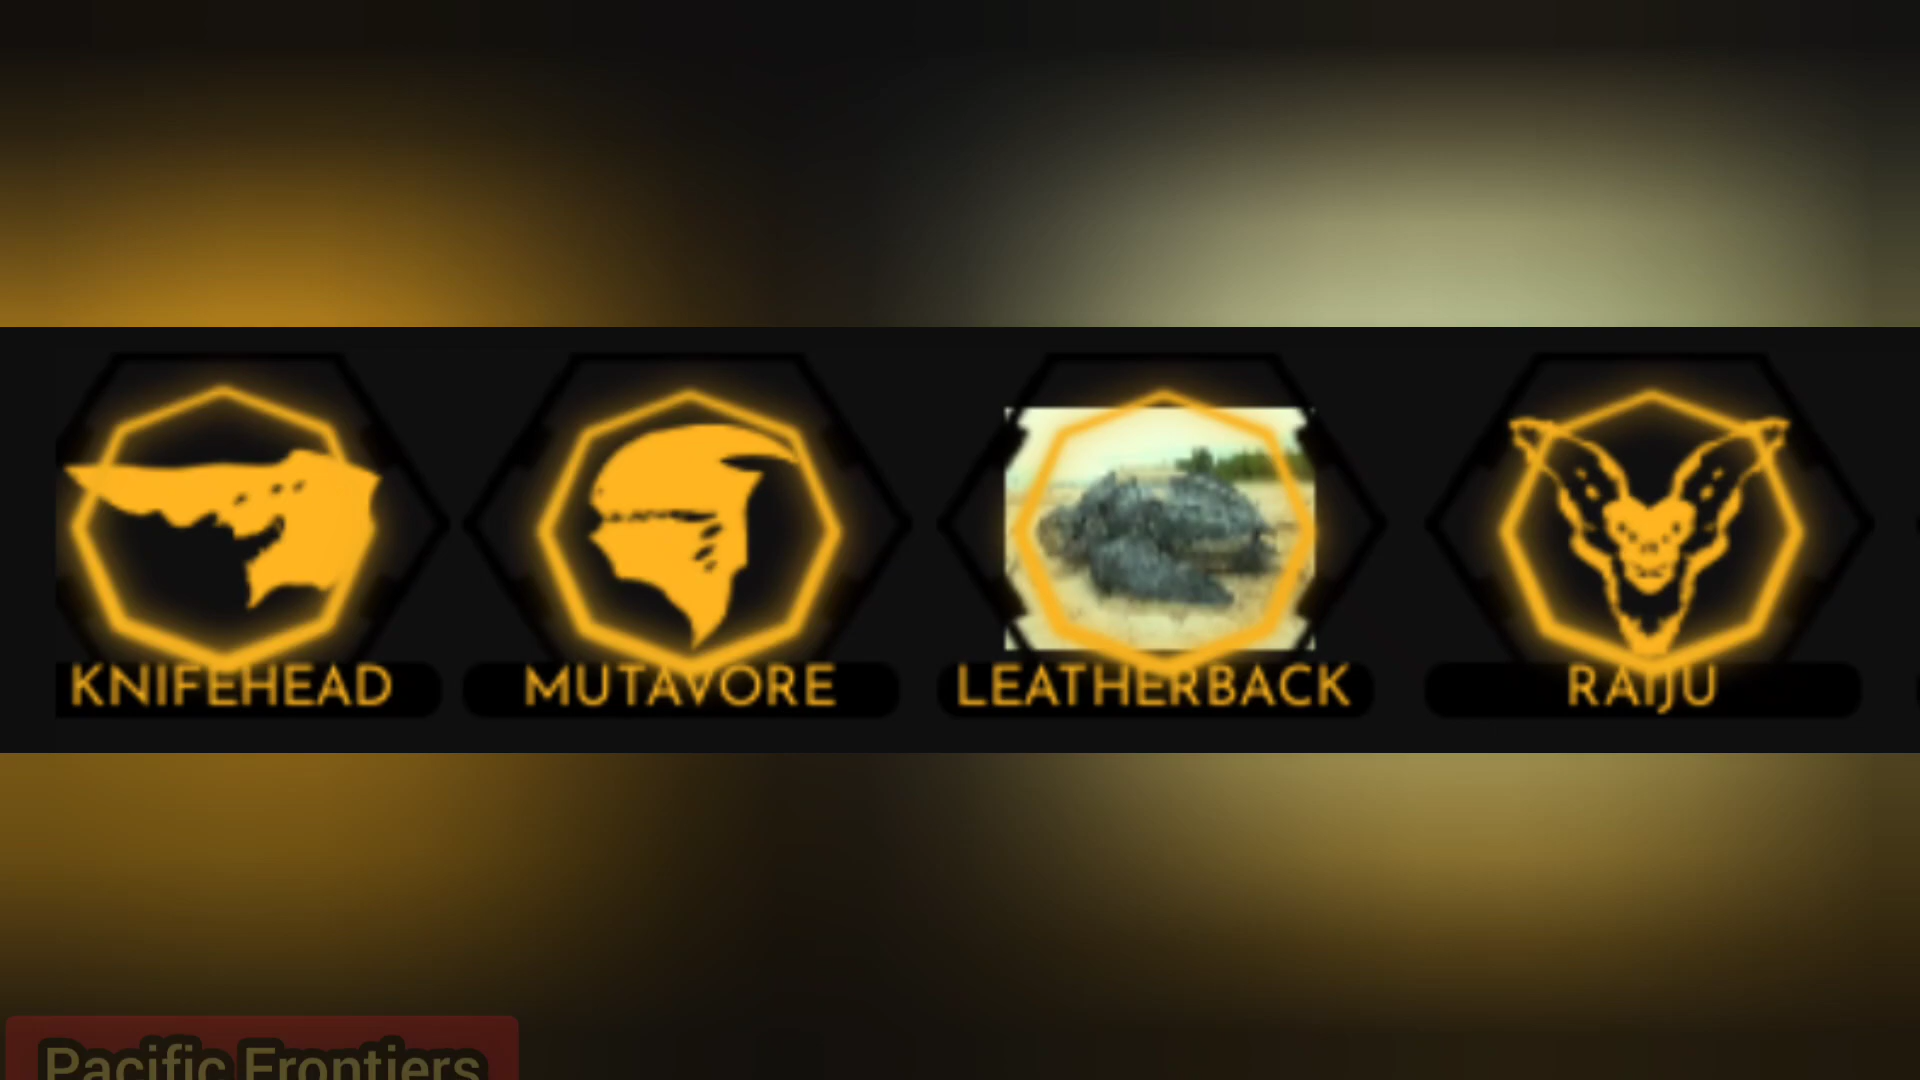 KNIFEHEAD
MUTAVORE
LEATHERBACK
RAIJU
Pacific Frontiers